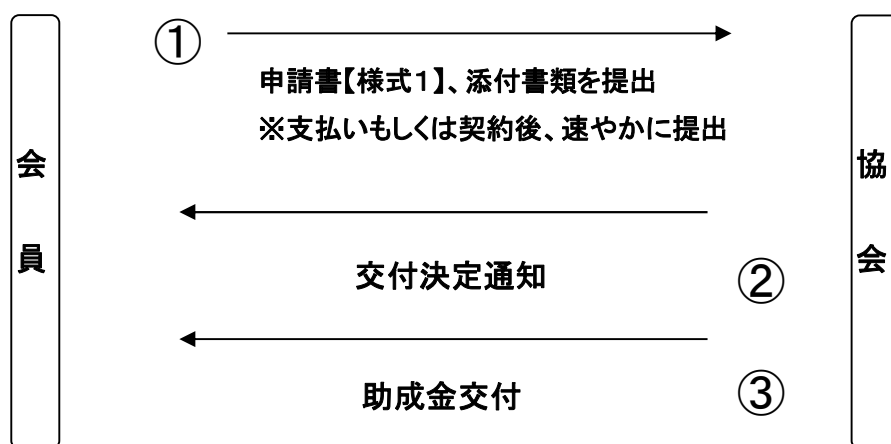 ①
申請書【様式１】、添付書類を提出
※支払いもしくは契約後、速やかに提出
会員
協会
交付決定通知
②
助成金交付
③